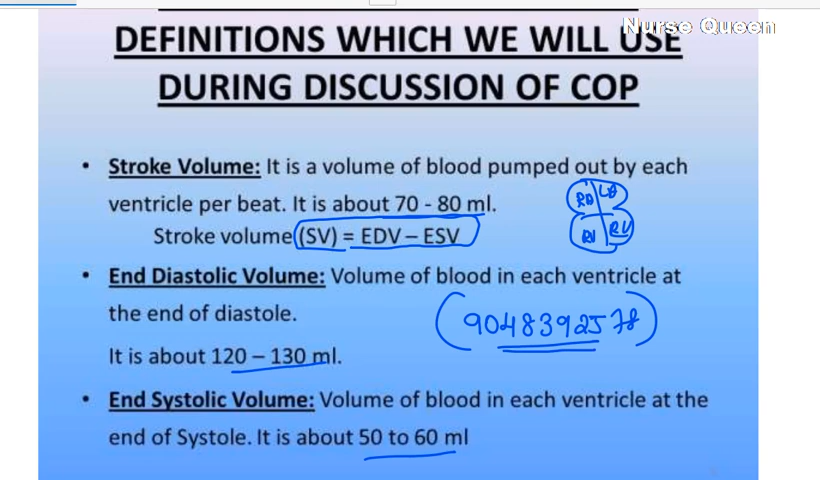 Nurse Queen
DEFINITIONS WHICH WE WILL USE
DURING DISCUSSION OF COP
• Stroke Volume: It is a volume of blood pumped out by each
ventricle per beat. It is about 70 - 80 ml.
RA LA
Stroke volume (SV) = EDV – ESV
RV
• End Diastolic Volume: Volume of blood in each ventricle at
the end of diastole.
(9048392578)
It is about 120 – 130 ml.
• End Systolic Volume: Volume of blood in each ventricle at the
end of Systole. It is about 50 to 60 ml